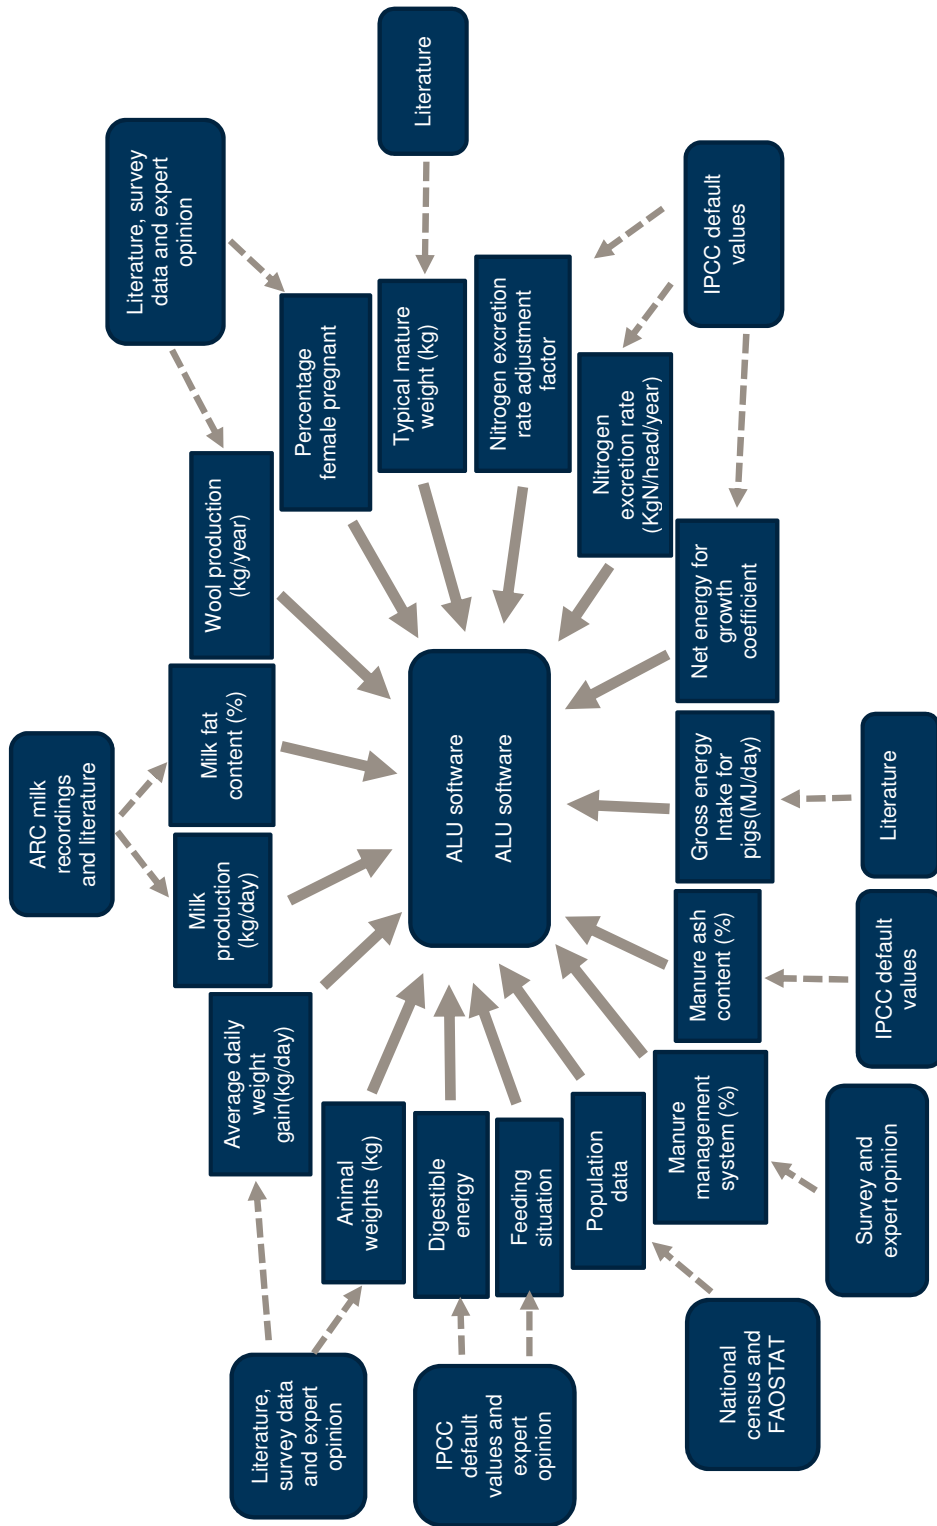 ARC milk
recordings
and literature
Literature, survey
data and expert
opinion
Literature
IPCC default
values
Literature
IPCC default
values
Survey and
expert opinion
National
census and
FAOSTAT
IPCC
default
values and
expert
opinion
Literature,
survey data
and expert
opinion
Average daily
weight
gain(kg/day)
Milk
production
(kg/day)
Milk fat
content (%)
Wool production
(kg/year)
Percentage
female pregnant
Typical mature
weight (kg)
Nitrogen excretion
rate adjustment
factor
Nitrogen
excretion rate
(KgN/head/year)
Net energy for
growth
coefficient
Gross energy
Intake for
pigs(MJ/day)
Manure ash
content (%)
Manure
management
system (%)
Population
data
Feeding
situation
Digestible
energy
Animal
weights (kg)
ALU software
ALU software